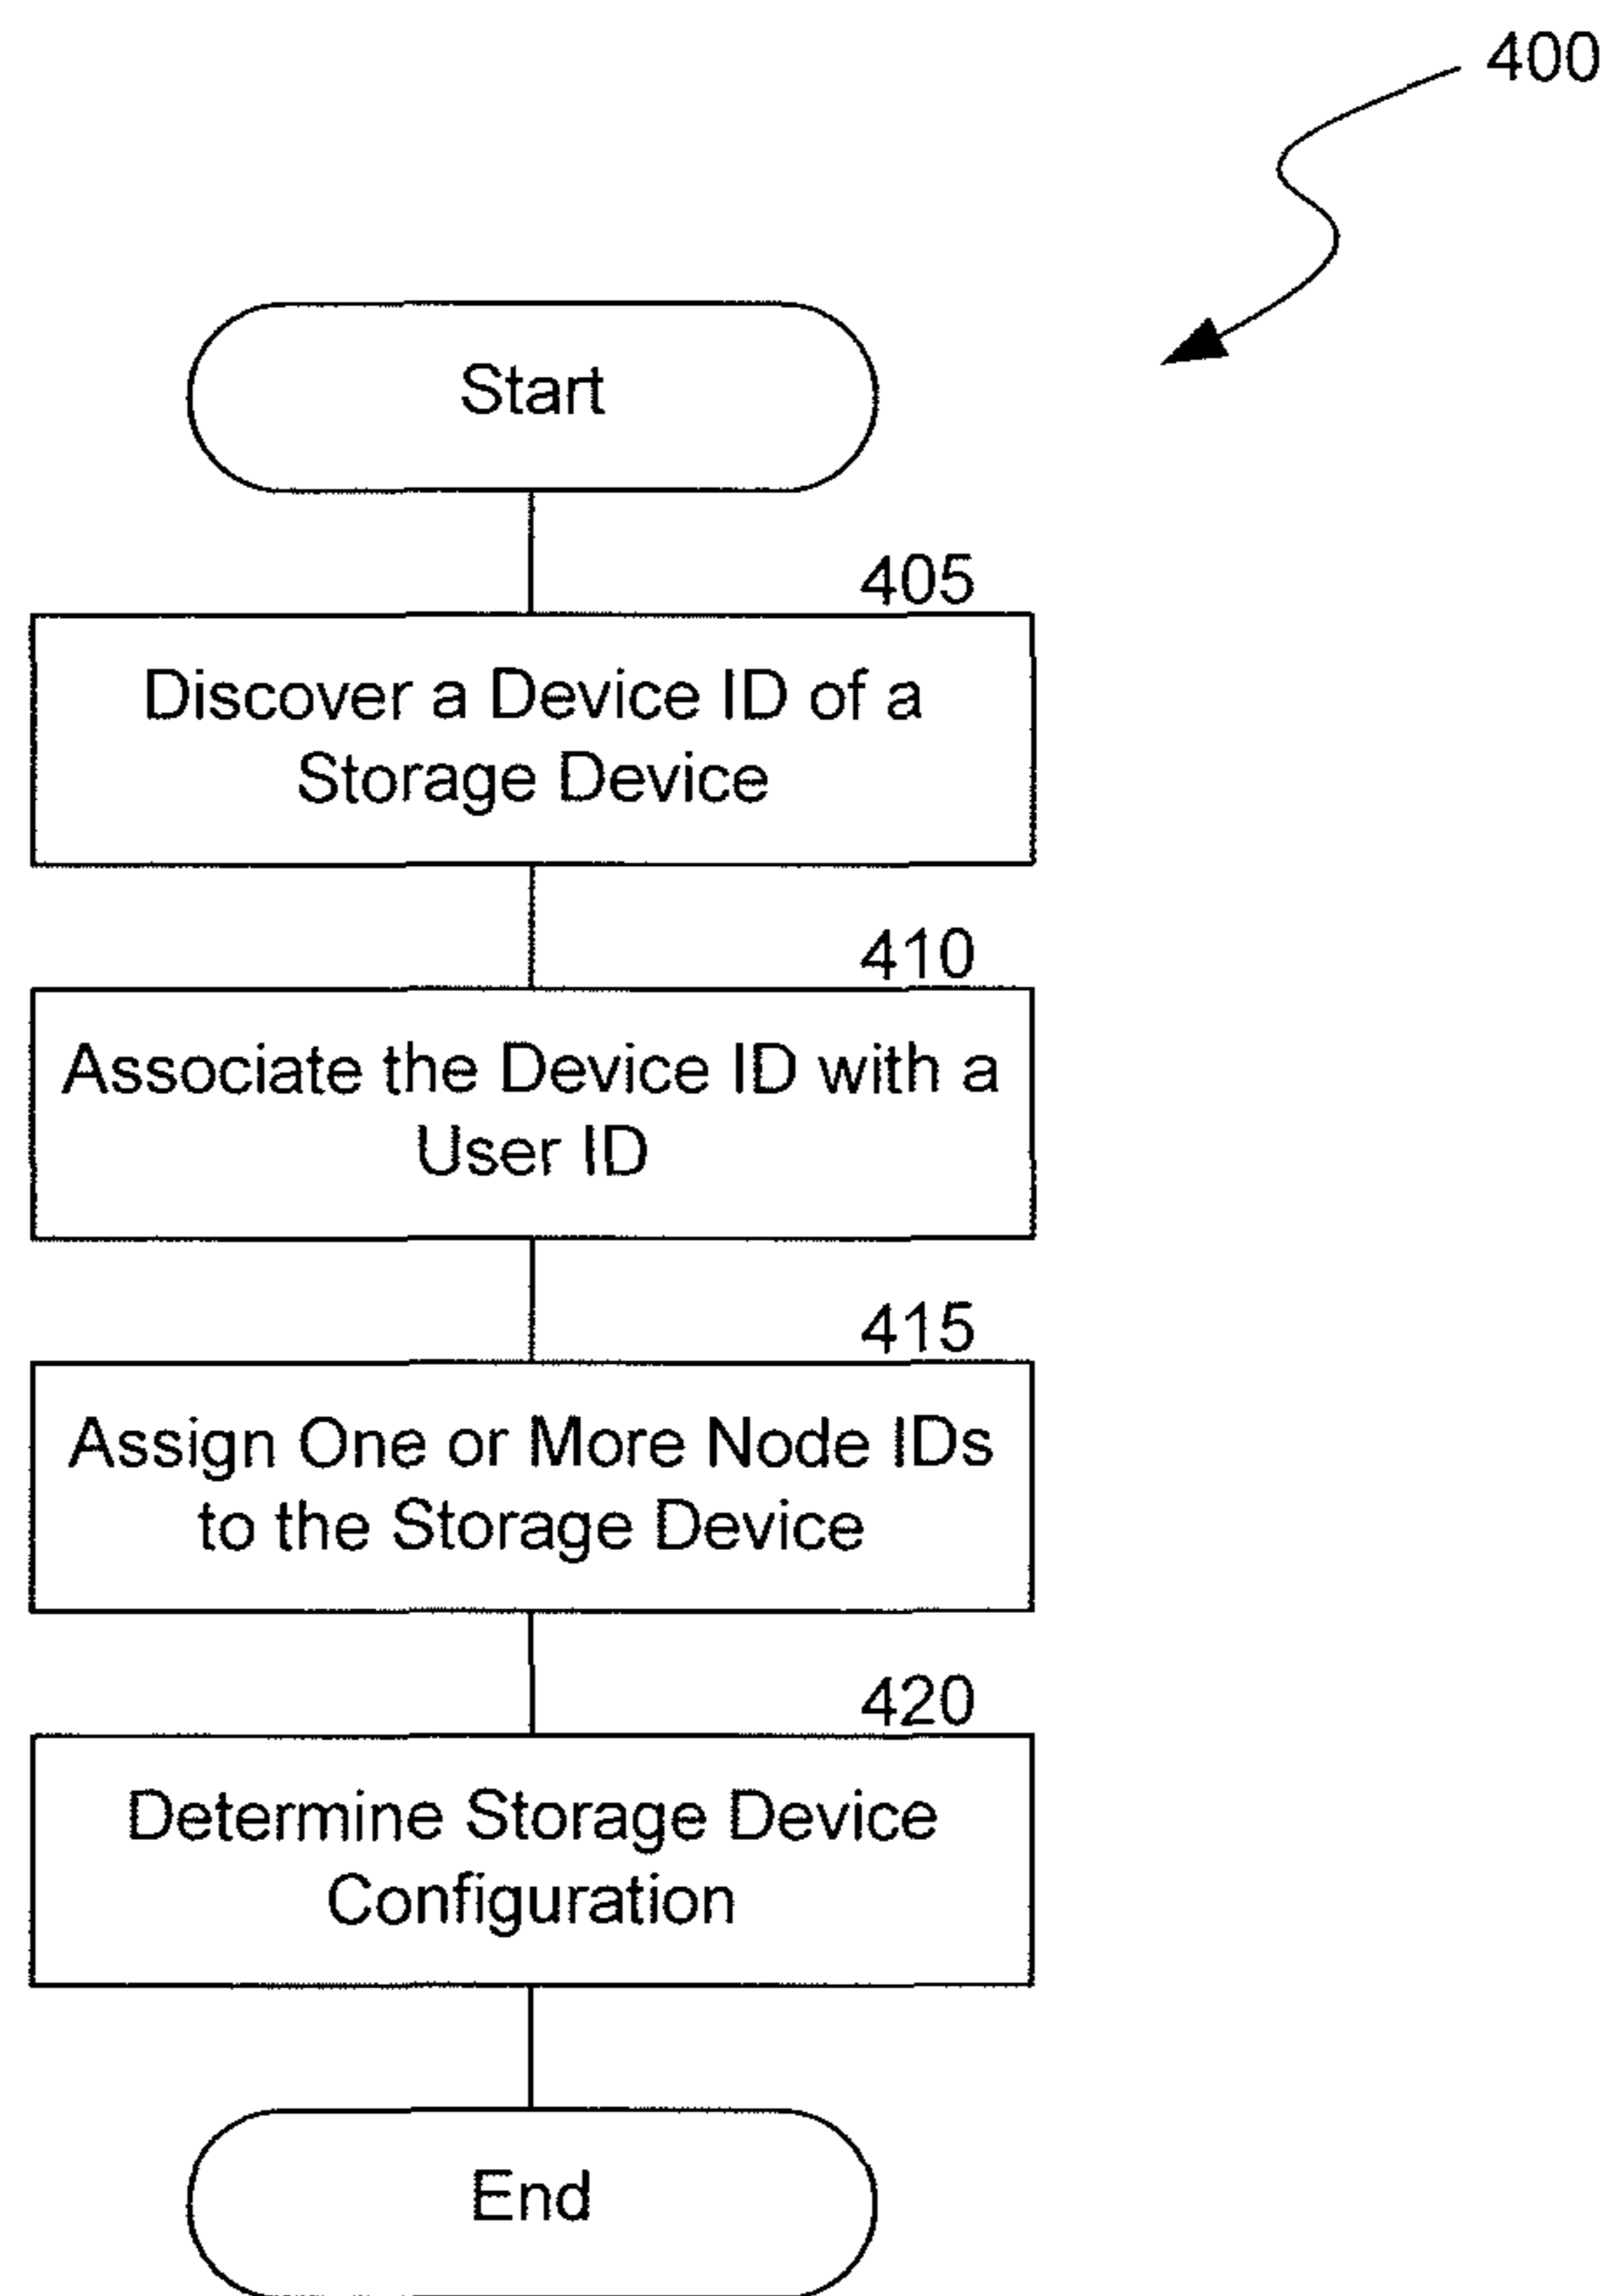 400
Start
405
Discover a Device ID of a
Storage Device
410
Associate the Device ID with a
User ID
415
Assign One or More Node IDs
to the Storage Device
420
Determine Storage Device
Configuration
End